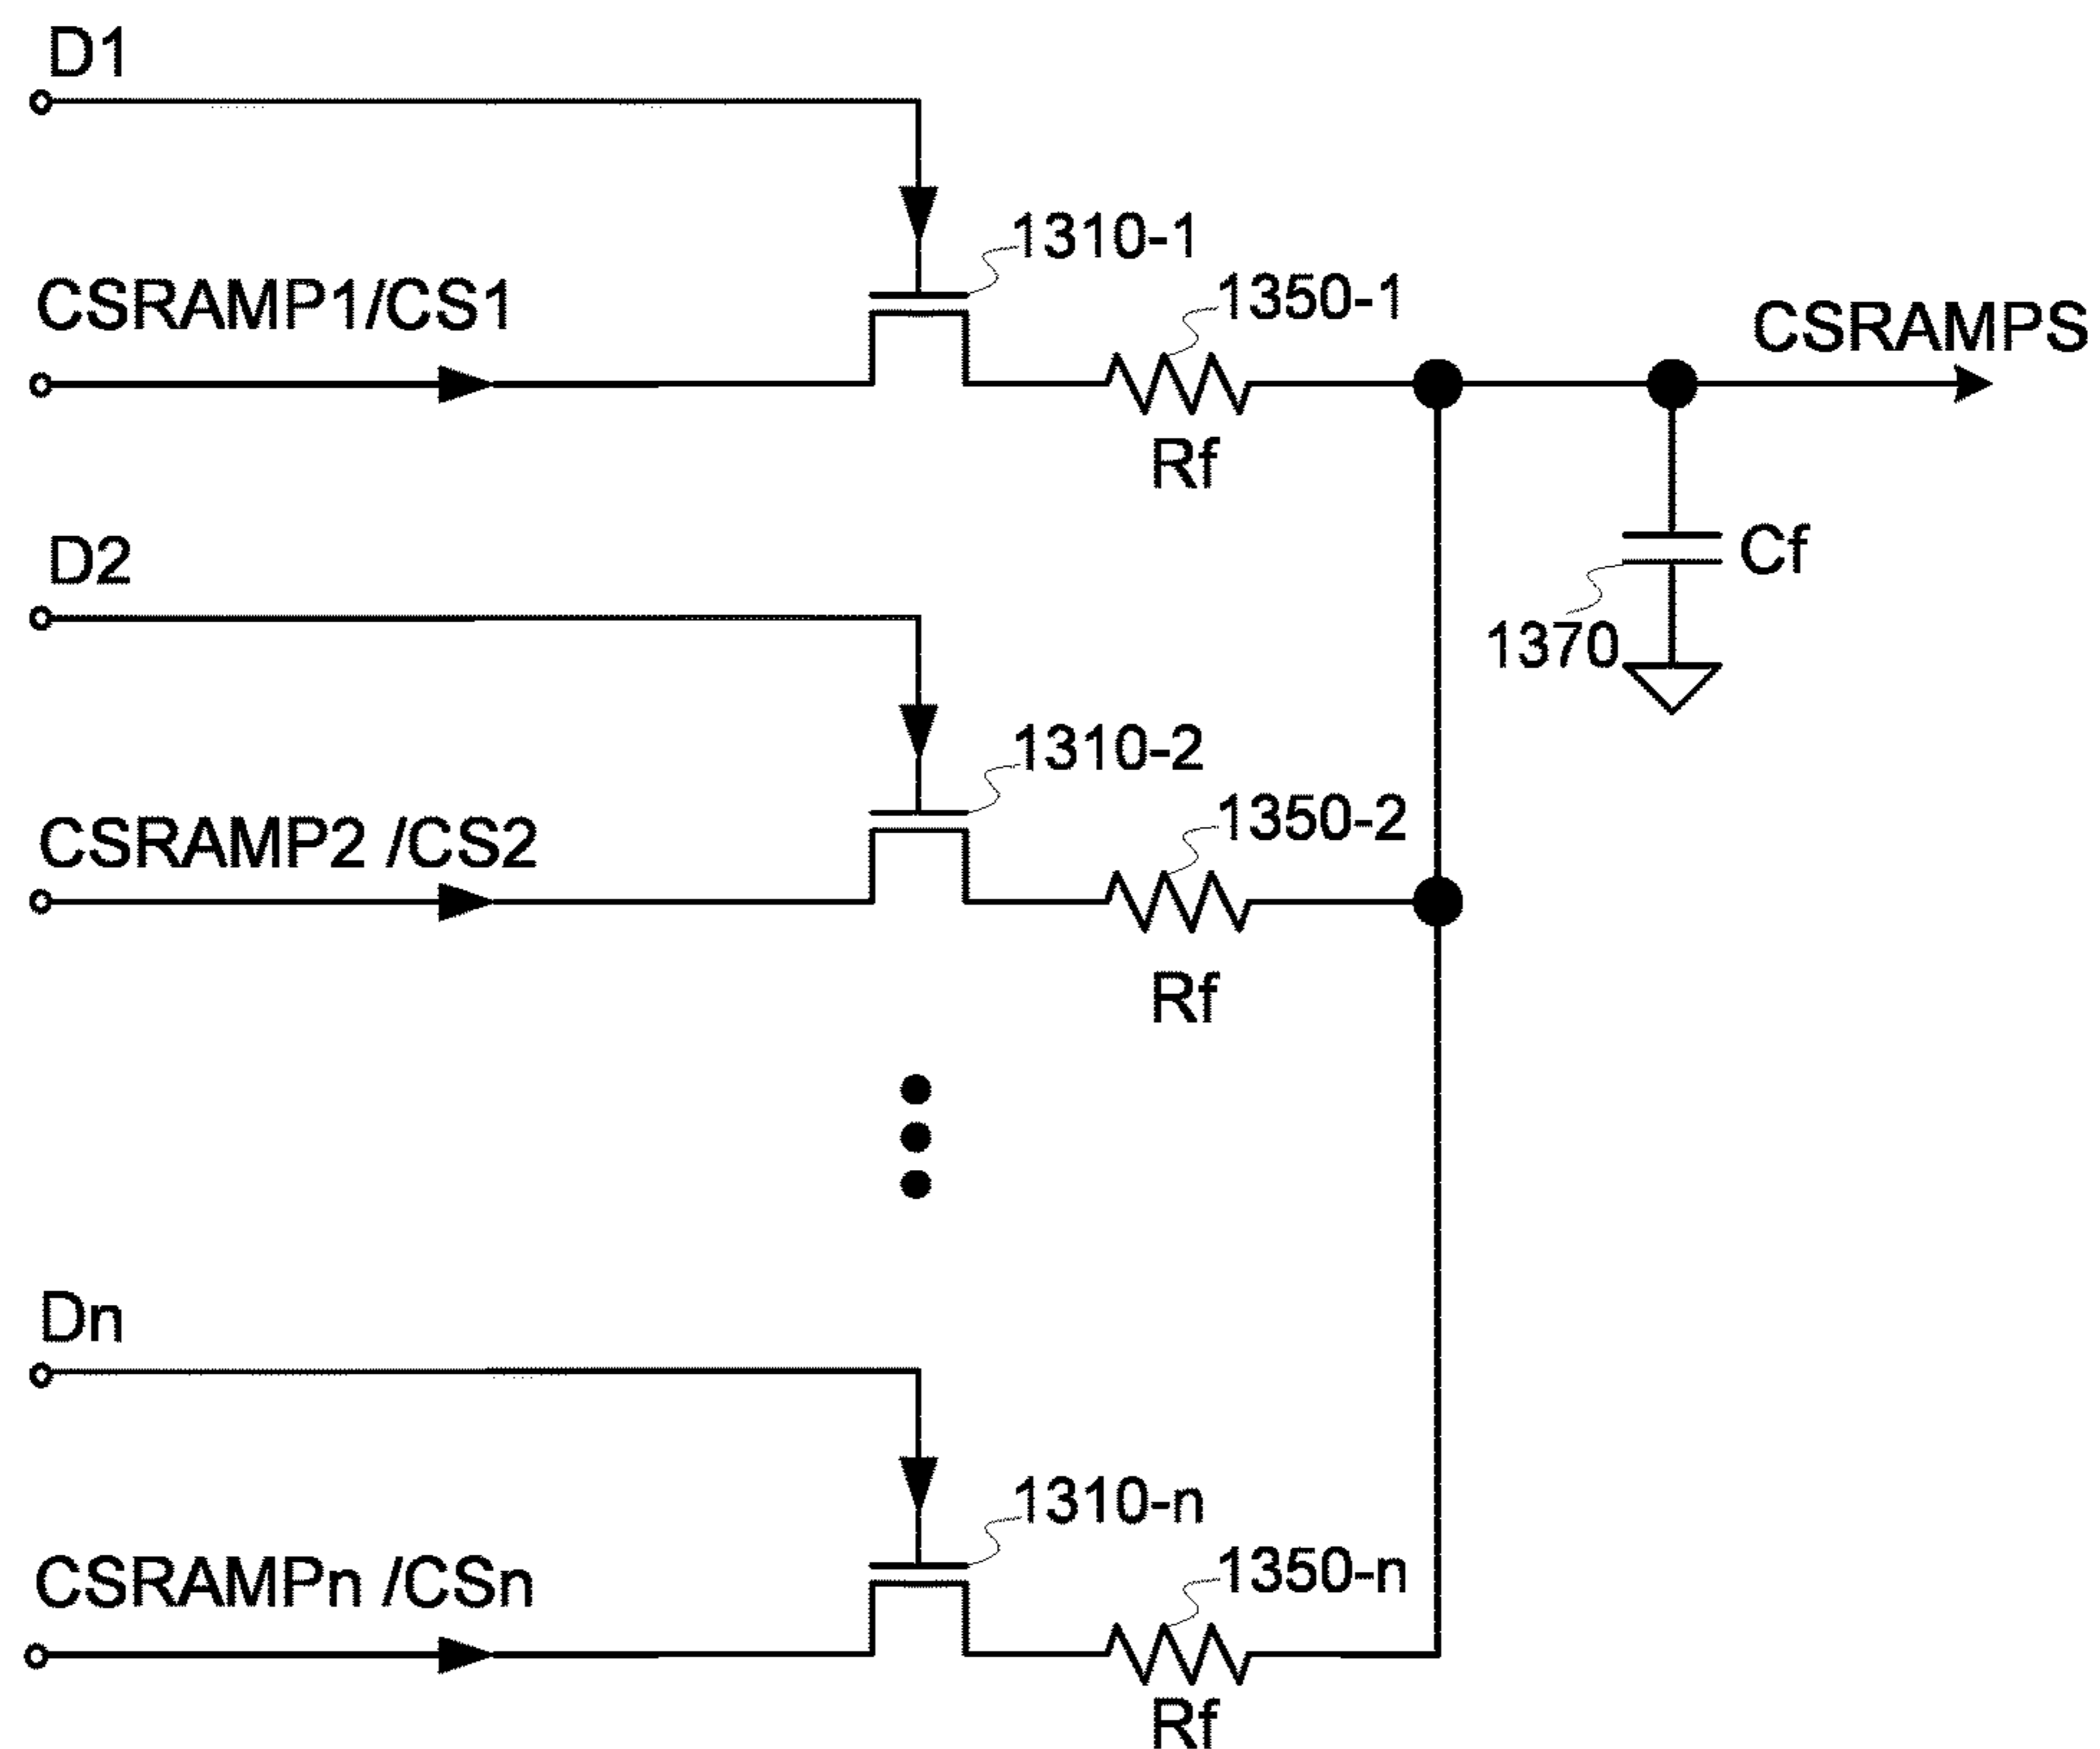 D1
1310-1
CSRAMP1/CS1
1350-1
CSRAMPS
Rf
Cf
D2
1370
1310-2
CSRAMP2 /CS2
1350-2
Rf
Dn
1310-n
CSRAMPn /CSn
1350-n
Rf